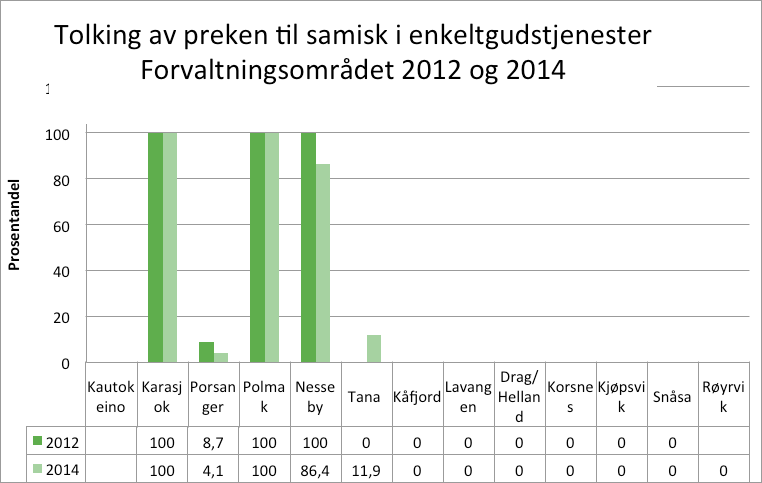 Tolking av preken til samisk i enkeltgudstjenester
Forvaltningsområdet 2012 og 2014
100
80
60
40
20
0
Prosentandel
Kautok
eino
Karasj
ok
Porsan
ger
Polma
k
Nesse
by
Tana
Kåfjord
Lavang
en
Drag/
Hellan
d
Korsne
s
Kjøpsvi
k
Snåsa
Røyrvi
k
2012 100 8,7 100 100 0 0 0 0 0 0 0
2014 100 4,1 100 86,4 11,9 0 0 0 0 0 0 0